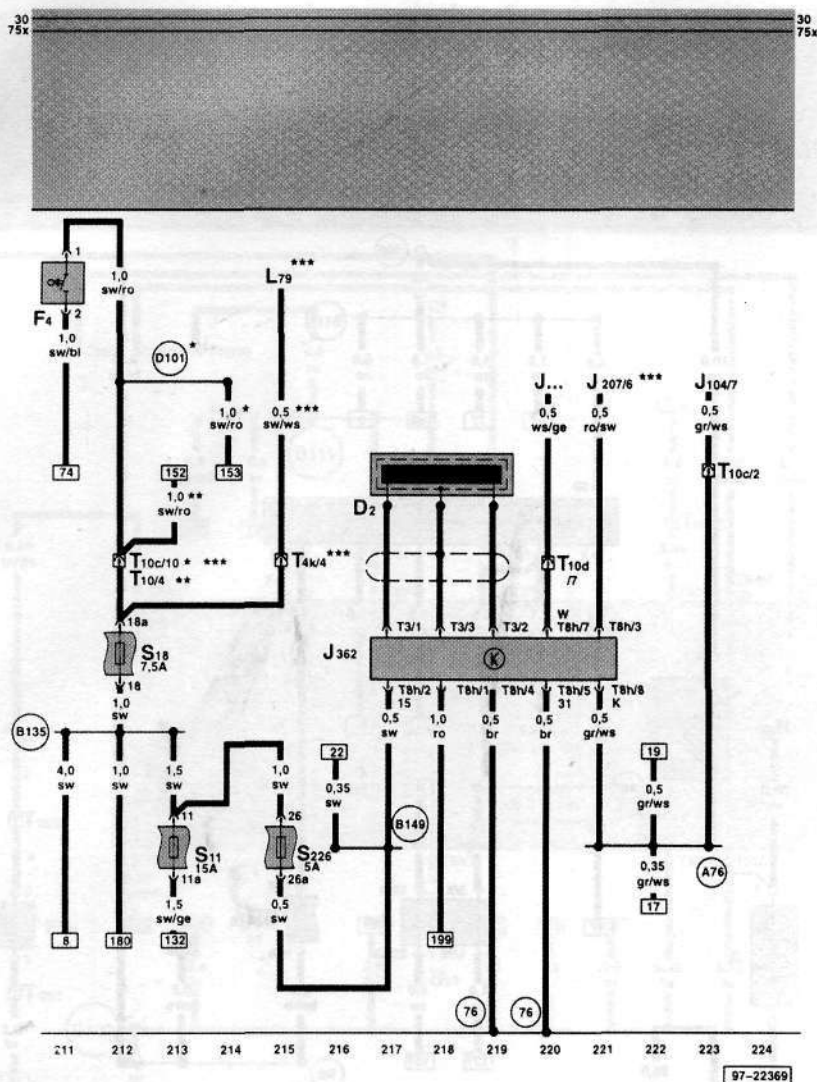 30 30
75x 75x
1
1,0
sw/ro
L79 ***
F4
2
1,0
sw/bl
D101 *
J... J207/6 *** J104/7
1,0 *
sw/ro
0,5 ***
sw/ws
0,5
ws/ge
0,5
ro/sw
0,5
gr/ws
74 152 153
T10c/2
1,0 **
sw/ro
D2
T10c/10 * ***
T10/4 **
T4k/4 ***
T10d
/7
18a
W
T3/1 T3/3 T3/2 T8h/7 T8h/3
S18
7,5A
J362
K
18
T8h/2 T8h/1 T8h/4 T8h/5 T8h/8
15 31 K
1,0
sw
0,5
sw
1,0
ro
0,5
br
0,5
br
0,5
gr/ws
B135
22 19
4,0
sw
1,0
sw
1,5
sw
1,0
sw
0,35
sw
0,5
gr/ws
11 26
B149
S11
15A
S226
5A
A76
11a 26a
0,35
gr/ws
1,5
sw/ge
0,5
sw
17
8 180 132 199
76 76
211 212 213 214 215 216 217 218 219 220 221 222 223 224
97-22369